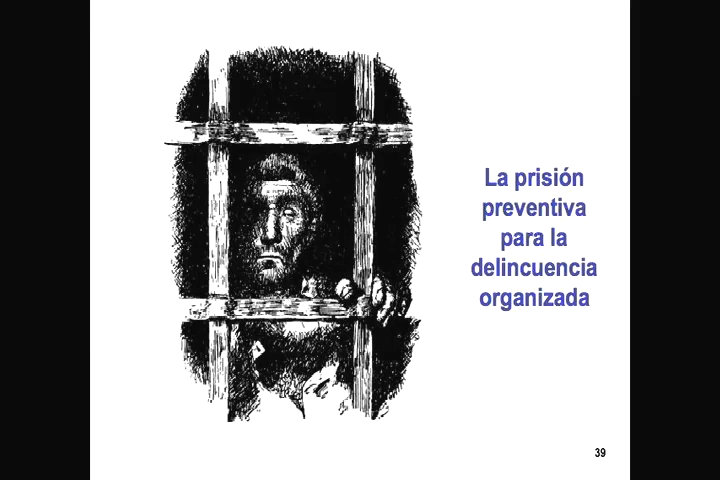 La prisión
preventiva
para la
delincuencia
organizada
39